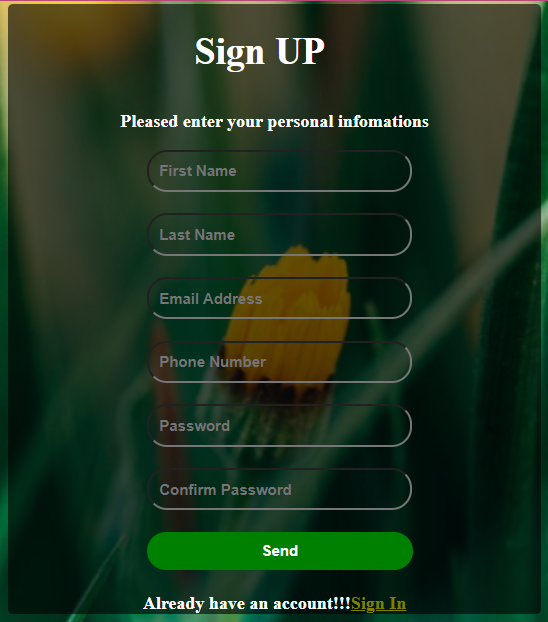 Sign UP
Pleased enter your personal infomations
First Name
Last Name
Email Address
Phone Number
Password
Confirm Password
Send
Already have an account!!!Sign In